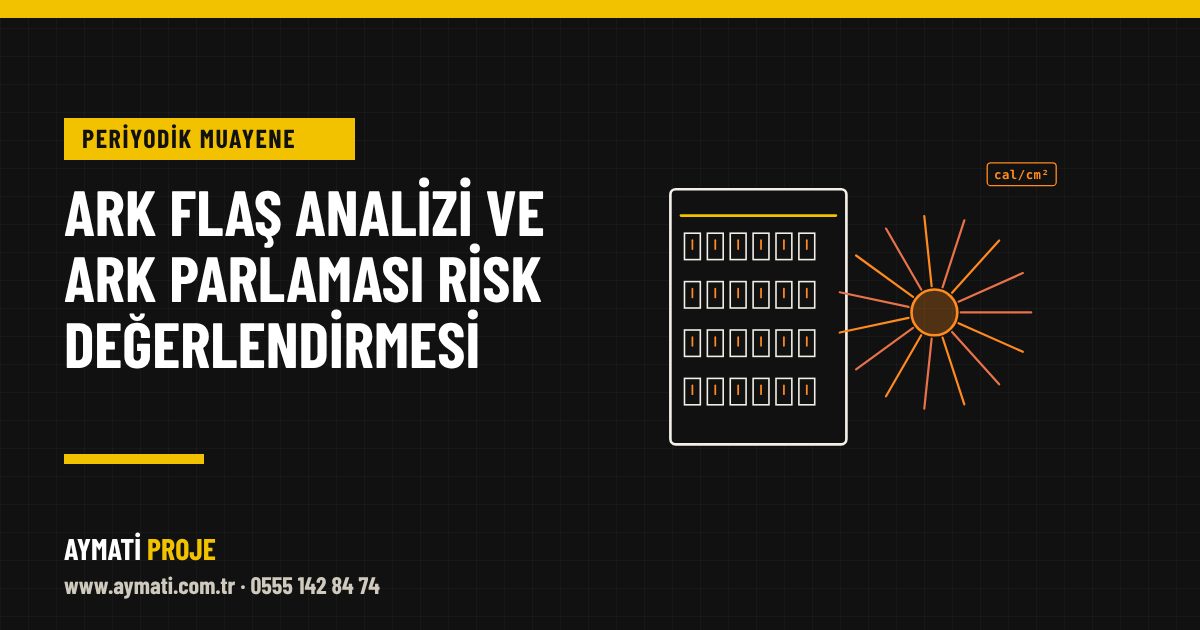 PERİYODİK MUAYENE
ARK FLAŞ ANALİZİ VE
ARK PARLAMASI RİSK
DEĞERLENDİRMESİ
cal/cm²
AYMATİ PROJE
www.aymati.com.tr · 0555 142 84 74